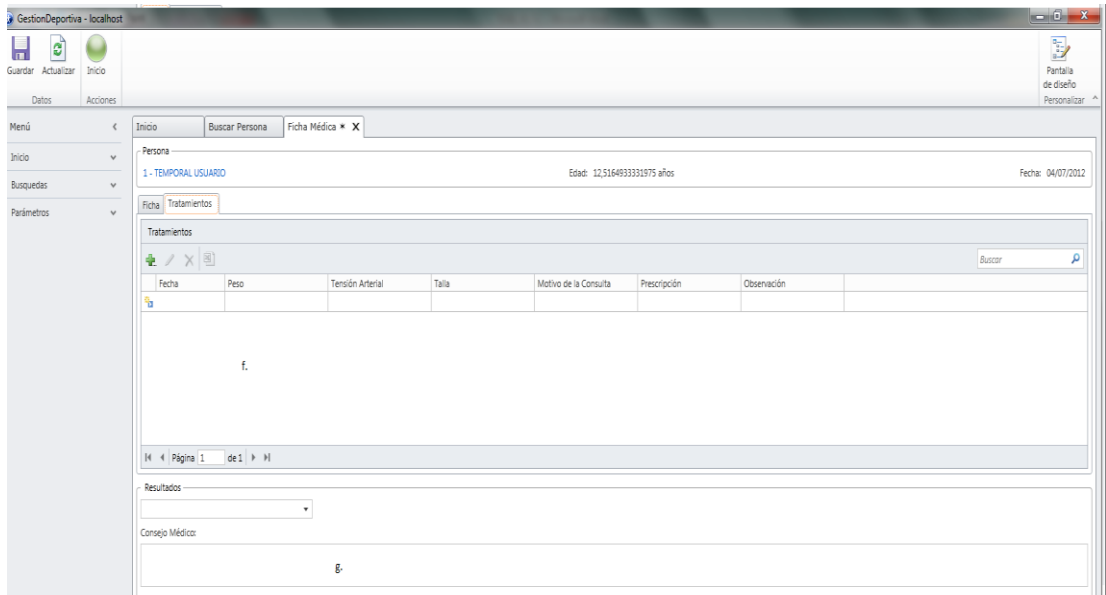 GestionDeportiva - localhost
Guardar Actualizar Inicio Pantalla de diseño
Datos Acciones Personalizar
Menú
Inicio
Busquedas
Parámetros
Inicio Buscar Persona Ficha Médica * X
Persona
1 - TEMPORAL USUARIO Edad: 12,5164933331975 años Fecha: 04/07/2012
Ficha Tratamientos
Tratamientos
Buscar
Fecha Peso Tensión Arterial Talla Motivo de la Consulta Prescripción Observación
f.
Página 1 de 1
Resultados
Consejo Médico:
g.